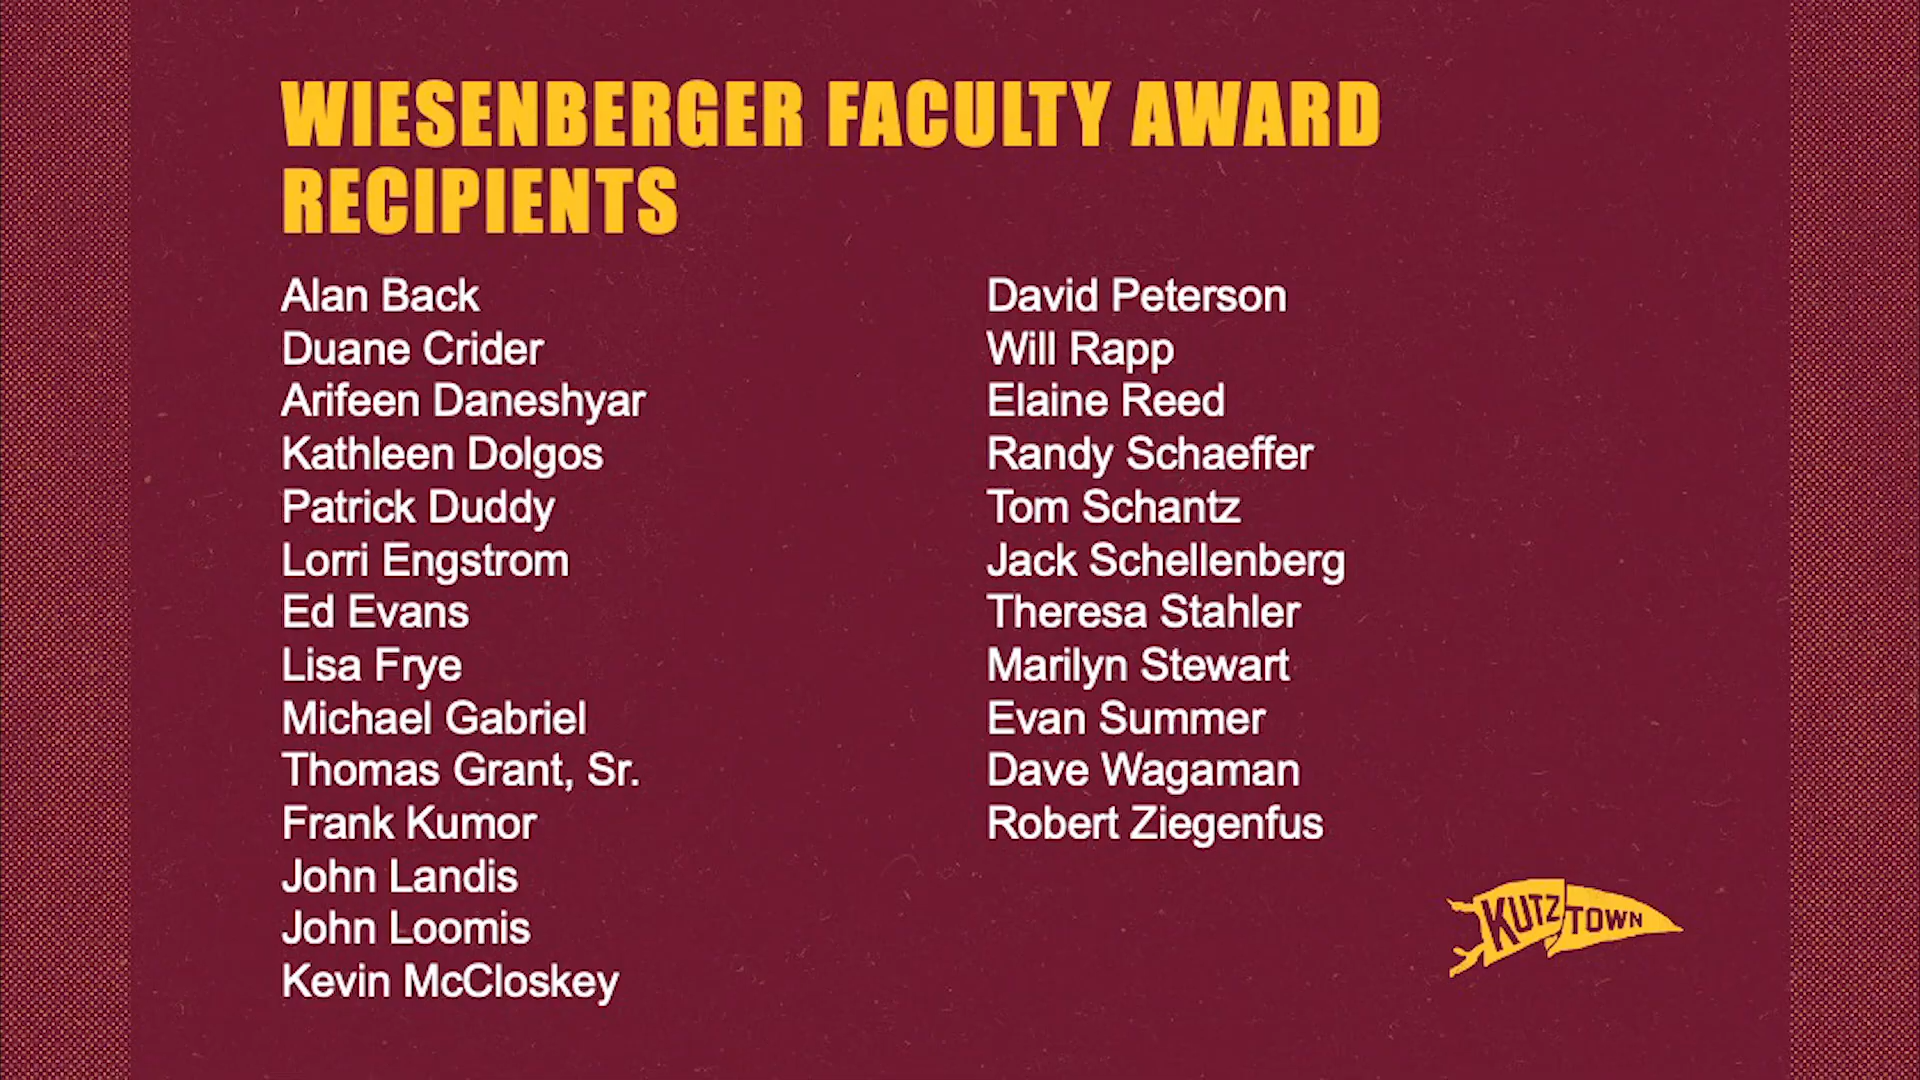 WIESENBERGER FACULTY AWARD
RECIPIENTS
Alan Back
Duane Crider
Arifeen Daneshyar
Kathleen Dolgos
Patrick Duddy
Lorri Engstrom
Ed Evans
Lisa Frye
Michael Gabriel
Thomas Grant, Sr.
Frank Kumor
John Landis
John Loomis
Kevin McCloskey
David Peterson
Will Rapp
Elaine Reed
Randy Schaeffer
Tom Schantz
Jack Schellenberg
Theresa Stahler
Marilyn Stewart
Evan Summer
Dave Wagaman
Robert Ziegenfus
KUTZTOWN